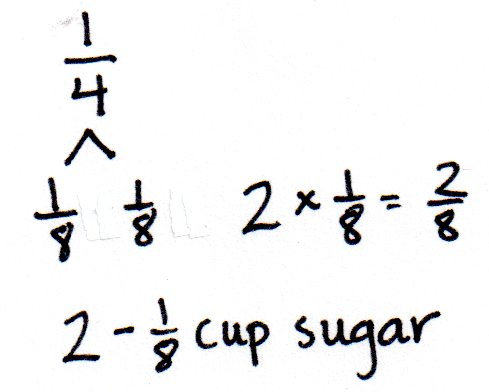 1/4
1/8 1/8 2 × 1/8 = 2/8
2 - 1/8 cup sugar